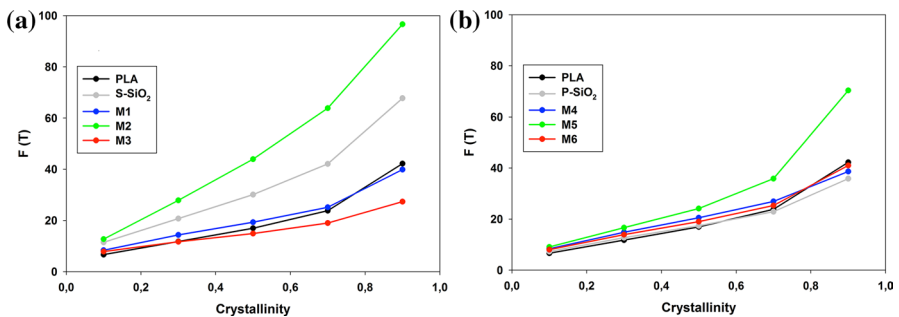 (a)
100
80
60
40
20
0
F (T)
PLA
S-SiO₂
M1
M2
M3
0,0 0,2 0,4 0,6 0,8 1,0
Crystallinity
(b)
100
80
60
40
20
0
F (T)
PLA
P-SiO₂
M4
M5
M6
0,0 0,2 0,4 0,6 0,8 1,0
Crystallinity